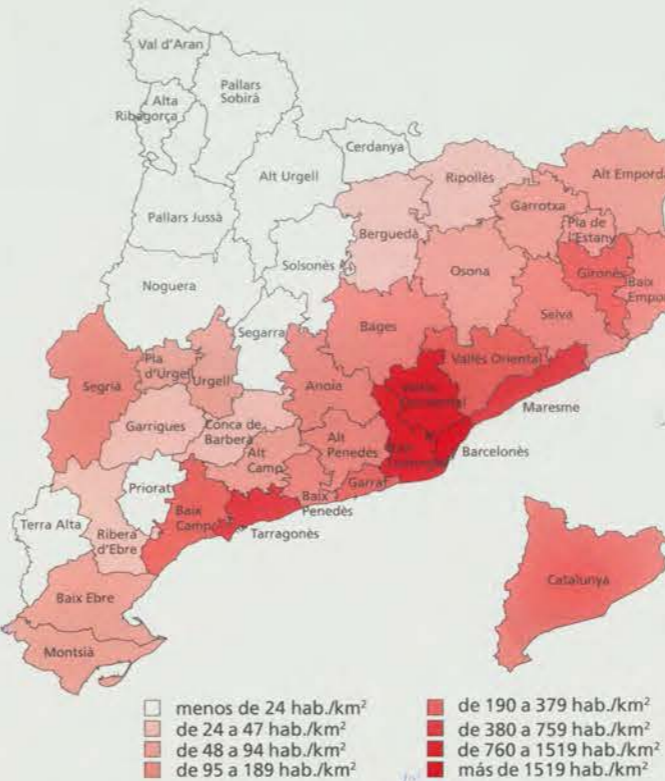 Val d'Aran
Pallars
Sobirà
Alta
Ribagorça
Cerdanya
Alt Urgell
Ripollès
Garrotxa
Pla de
l'Estany
Pallars Jussà
Berguedà
Gironès
Baix
Solsonès
Osona
Noguera
Selva
Bages
Segarra
Vallès Oriental
Pla
d'Urgel
Urgell
Segrià
Anoia
Maresme
Garrigues
Conca de
Barberà
Alt
Penedès
Barcelonès
Alt
Camp
Priorat
Garraf
Baix
Penedès
Baix
Camp
Terra Alta
Ribera
d'Ebre
Tarragonès
Catalunya
Baix Ebre
Montsià
menos de 24 hab./km²
de 24 a 47 hab./km²
de 48 a 94 hab./km²
de 95 a 189 hab./km²
de 190 a 379 hab./km²
de 380 a 759 hab./km²
de 760 a 1519 hab./km²
más de 1519 hab./km²